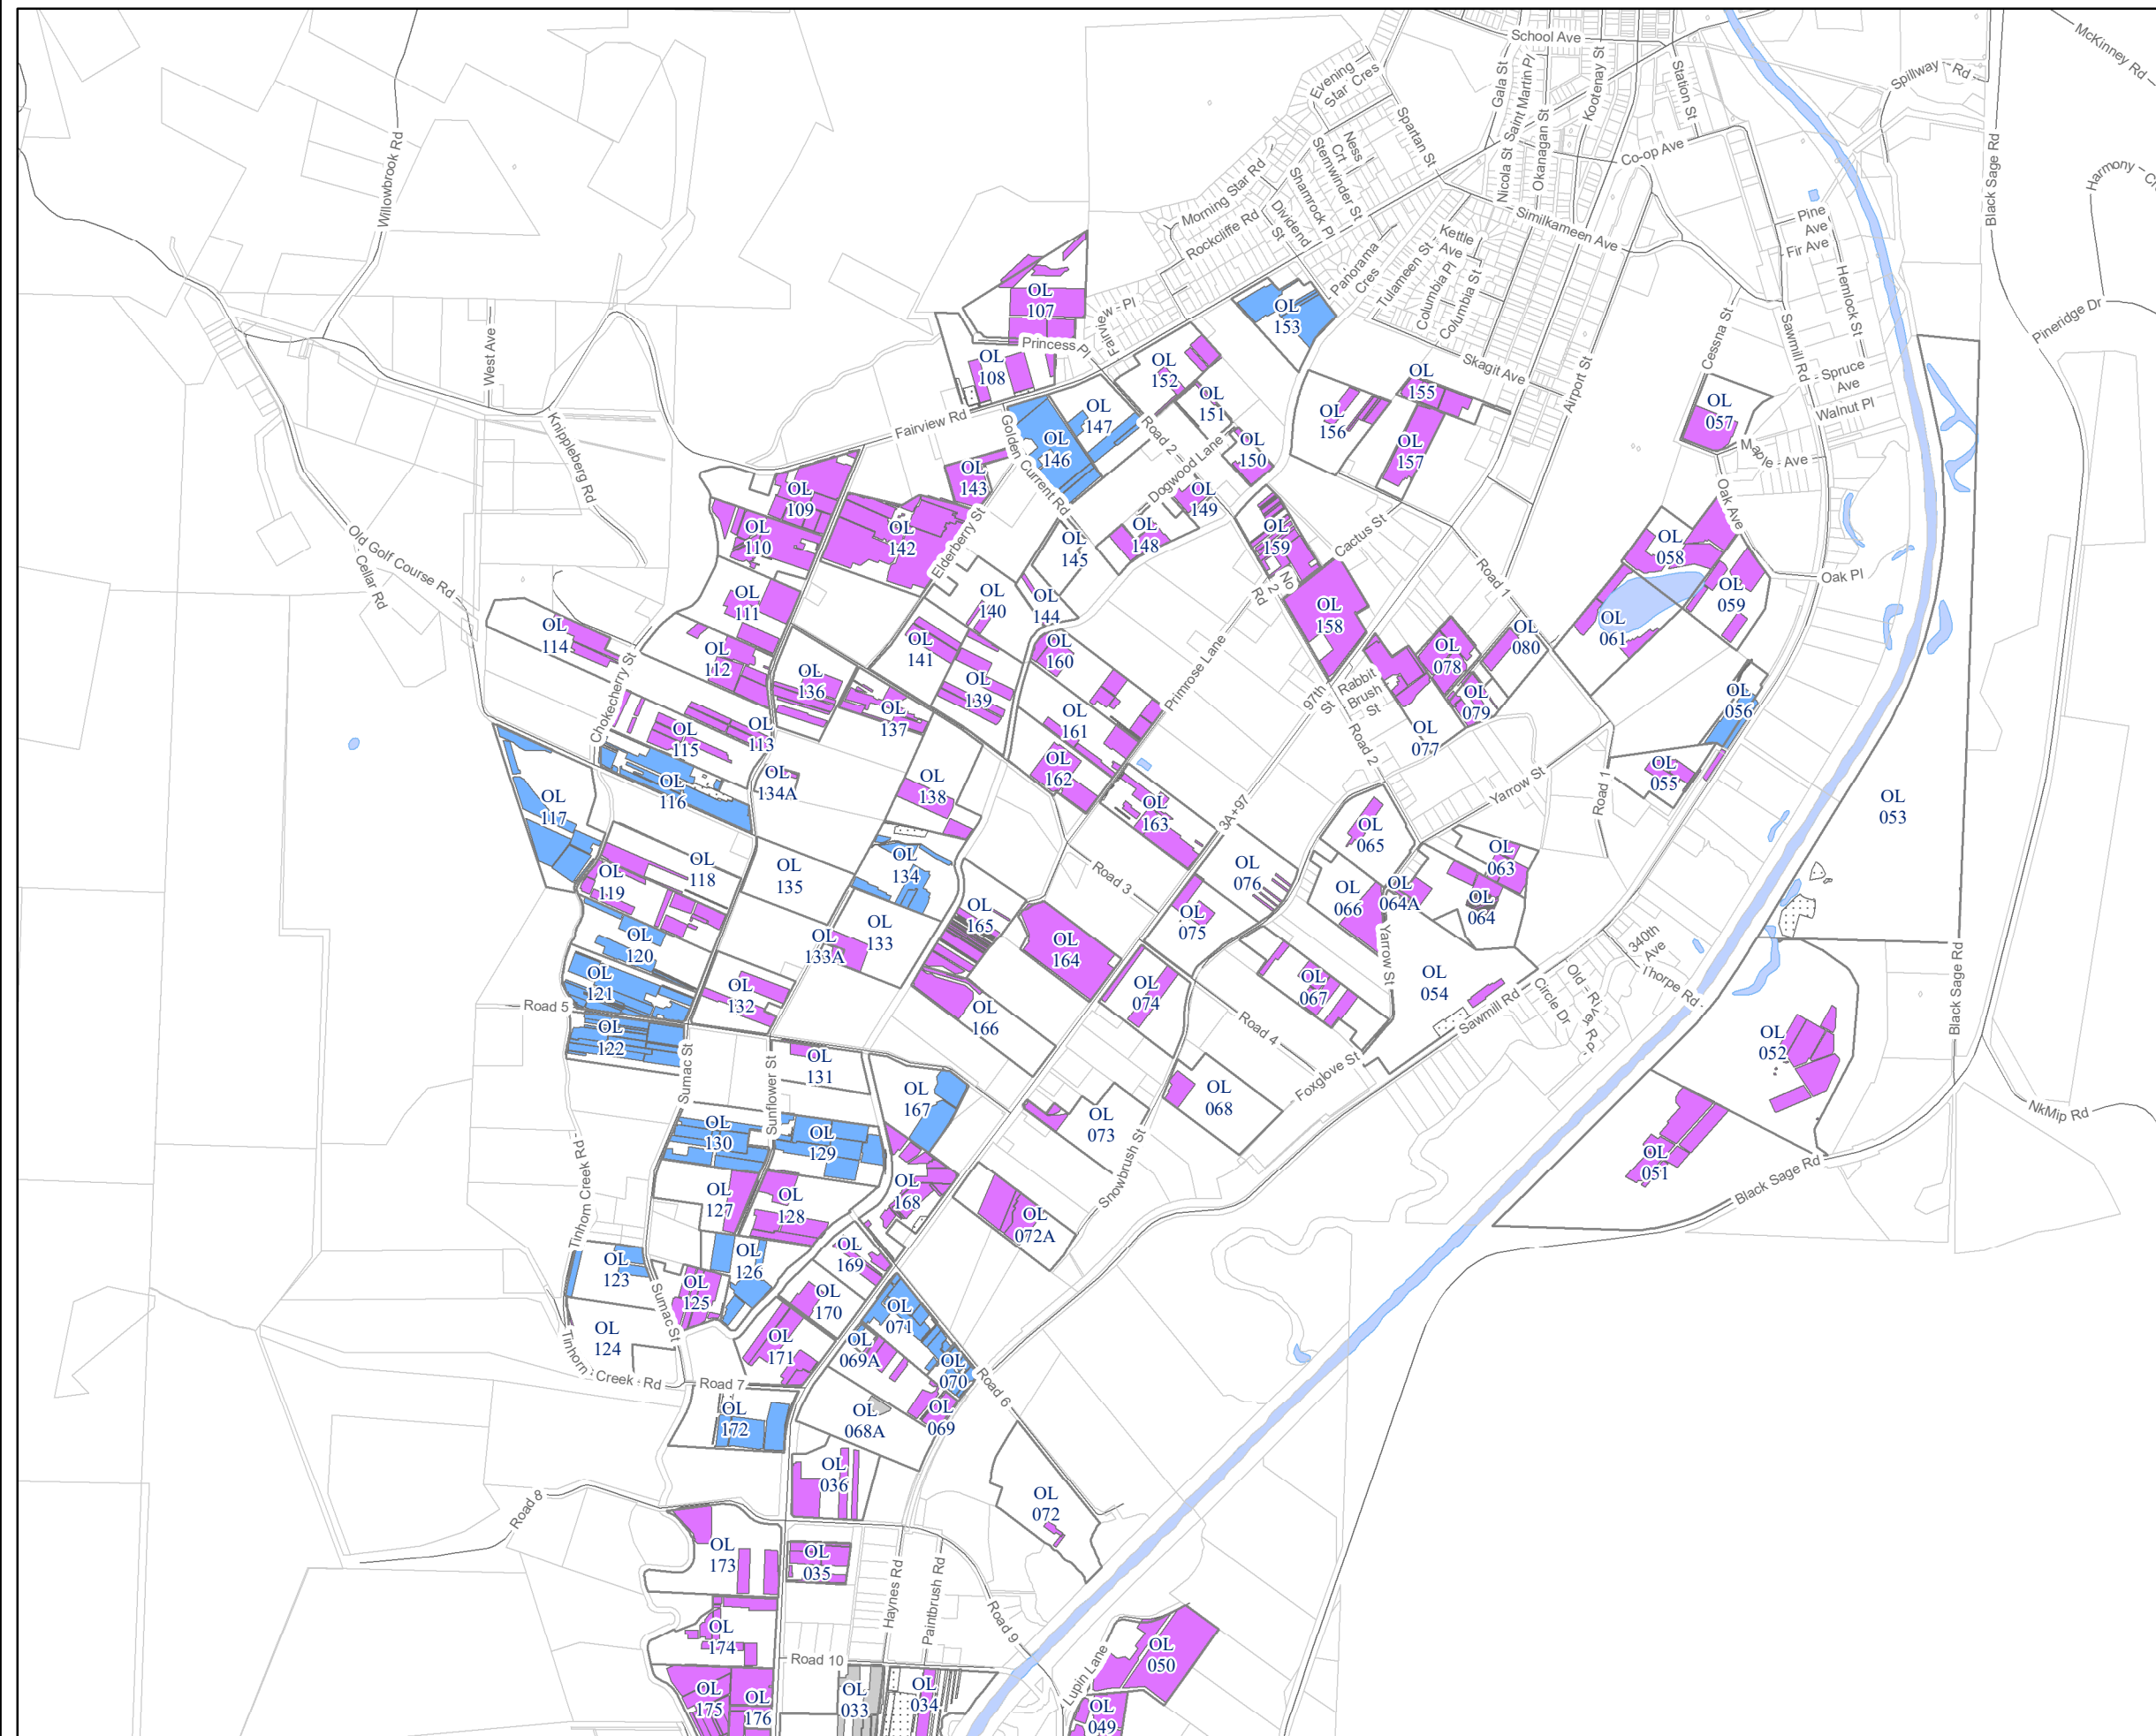 School Ave
McKinney Rd
Spillway - Rd
Station St
Kootenay St
Gala St
Saint Martin Pl
Okanagan St
Nicola St
Evening
Star Cres
Spartan St
Co-op Ave
Black Sage Rd
Willowbrook Rd
Ness
Crt
Stemwinder St
Shamrock Pl
Dividend
St
Morning Star Rd
Rockcliffe Rd
Similkameen Ave
Kettle
Ave
Panorama
Cres
Tulameen St
Columbia Pl
Columbia St
Pine
Ave
Fir Ave
Hemlock St
Pineridge Dr
OL
107
Fairview - Pl
Princess Pl
OL
108
OL
153
OL
152
OL
151
OL
155
Skagit Ave
Airport St
Cessna St
Sawmill Rd
Spruce
Ave
Walnut Pl
West Ave
Knippleberg Rd
Fairview Rd
Golden Current Rd
OL
147
OL
146
Road 2
Dogwood Lane
OL
150
OL
156
OL
157
OL
057
Maple - Ave
Oak Ave
OL
143
OL
109
OL
110
OL
142
Elderberry St
OL
149
OL
148
OL
145
OL
159
Cactus St
No
2
Rd
Road 1
OL
058
OL
059
Oak Pl
Old Golf Course Rd
Cellar Rd
OL
111
OL
140
OL
144
OL
158
OL
061
OL
080
OL
078
OL
079
OL
114
OL
112
Chokecherry St
OL
136
OL
141
OL
139
OL
160
Primrose Lane
97th
St
Rabbit
Brush
St
Road 2
OL
077
OL
056
OL
115
OL
113
OL
137
OL
161
OL
162
OL
055
OL
116
OL
134A
OL
138
OL
163
3A+97
Yarrow St
Road 1
OL
053
OL
117
OL
118
OL
119
OL
135
OL
134
Road 3
OL
076
OL
065
OL
063
OL
064
OL
064A
OL
066
OL
075
OL
165
OL
133
OL
133A
OL
164
OL
120
OL
121
Road 5
OL
122
OL
132
OL
166
OL
074
OL
067
Yarrow St
OL
054
Sawmill Rd
340th
Ave
Thorpe Rd
Circle Dr
Old - River Rd
Black Sage Rd
Road 4
Foxglove St
OL
052
OL
051
Black Sage Rd
NkMip Rd
Sumac St
Sunflower St
OL
131
OL
167
OL
068
OL
073
Snowbrush St
OL
130
OL
129
Tinhorn Creek Rd
OL
127
OL
128
OL
168
OL
072A
OL
123
OL
126
OL
169
OL
125
Sumac St
OL
170
OL
071
OL
124
Tinhorn - Creek - Rd
OL
171
OL
069A
OL
070
Road 6
Road 7
OL
172
OL
068A
OL
069
OL
036
OL
072
Road 8
OL
173
OL
035
Haynes Rd
Paintbrush Rd
Road 9
OL
174
Road 10
OL
175
OL
176
OL
033
OL
034
Lupin Lane
OL
050
OL
049